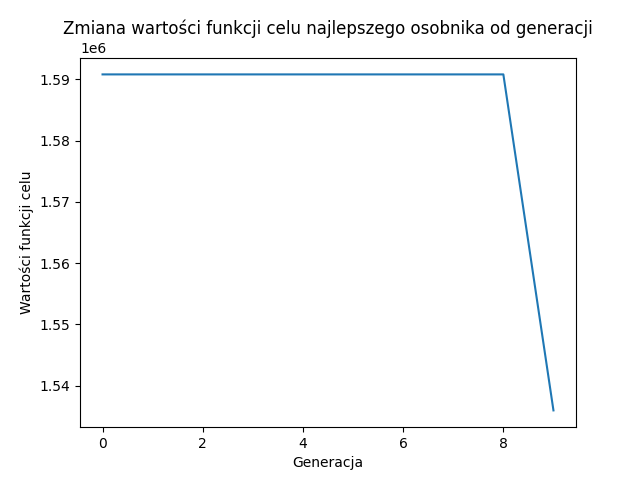 Zmiana wartości funkcji celu najlepszego osobnika od generacji
1e6
1.59
1.58
1.57
1.56
1.55
1.54
Wartości funkcji celu
0 2 4 6 8
Generacja